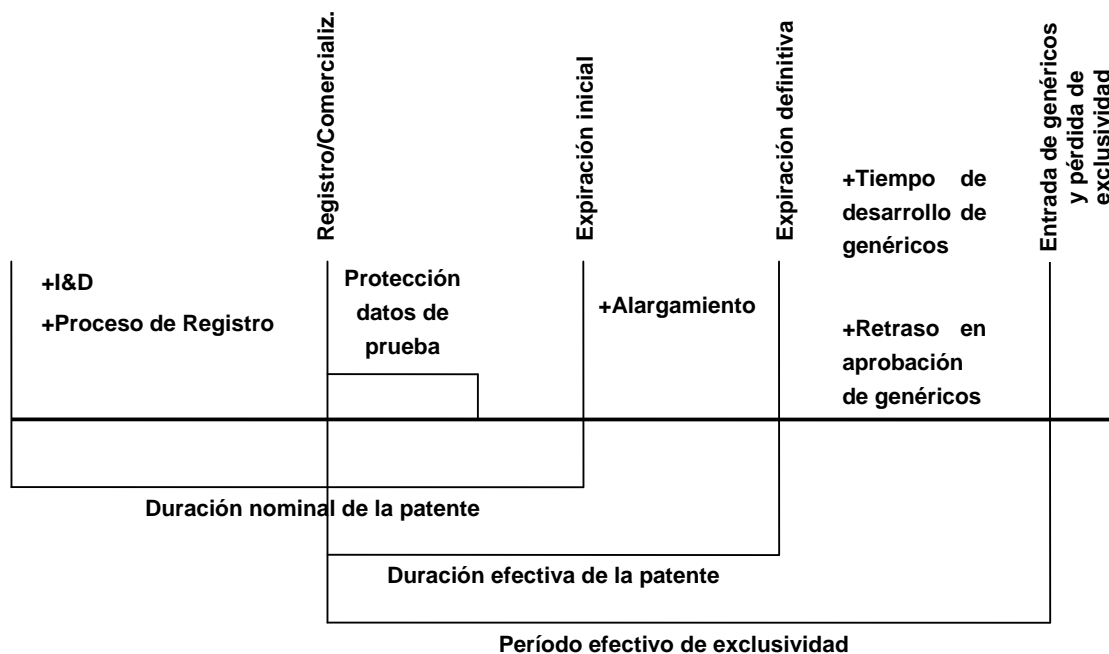 Registro/Comercializ.
Expiración inicial
Expiración definitiva
Entrada de genéricos
y pérdida de
exclusividad
+I&D
+Proceso de Registro
Protección
datos de
prueba
+Alargamiento
+Tiempo de
desarrollo de
genéricos
+Retraso en
aprobación
de genéricos
Duración nominal de la patente
Duración efectiva de la patente
Período efectivo de exclusividad